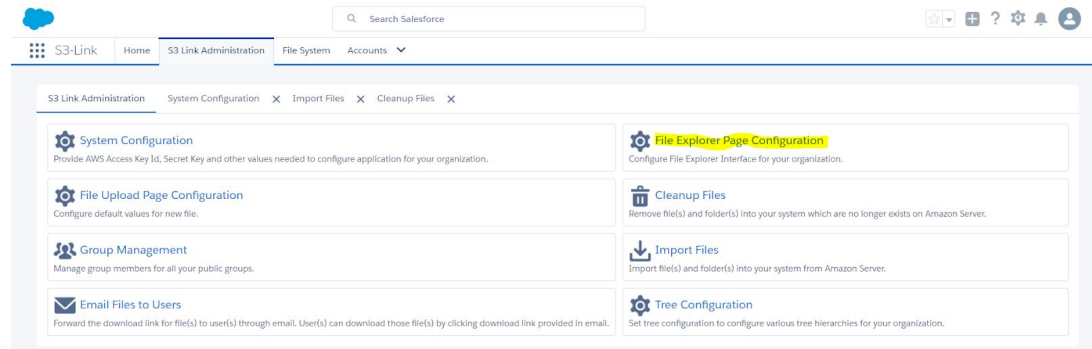 Search Salesforce
S3-Link Home S3 Link Administration File System Accounts
S3 Link Administration System Configuration Import Files Cleanup Files
System Configuration
Provide AWS Access Key Id, Secret Key and other values needed to configure application for your organization.
File Explorer Page Configuration
Configure File Explorer Interface for your organization.
File Upload Page Configuration
Configure default values for new file.
Cleanup Files
Remove file(s) and folder(s) into your system which are no longer exists on Amazon Server.
Group Management
Manage group members for all your public groups.
Import Files
Import file(s) and folder(s) into your system from Amazon Server.
Email Files to Users
Forward the download link for file(s) to user(s) through email. User(s) can download those file(s) by clicking download link provided in email.
Tree Configuration
Set tree configuration to configure various tree hierarchies for your organization.